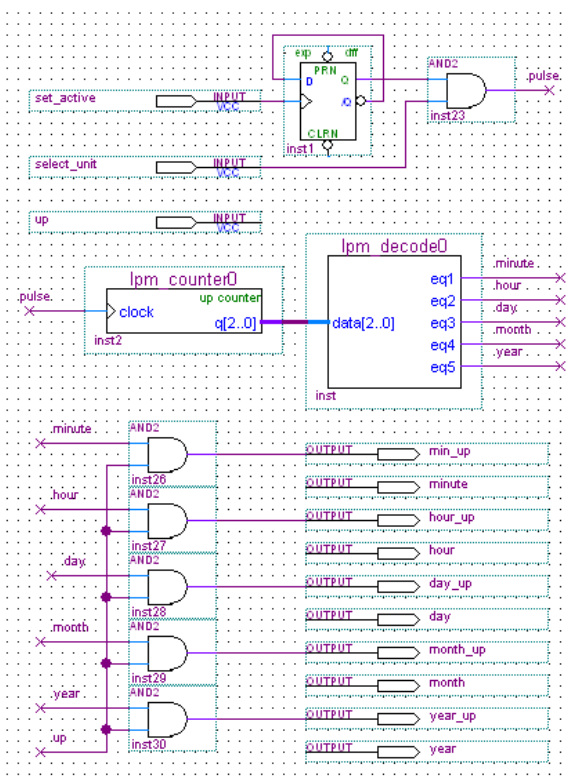 exp dff
PRN
D Q
/Q
CLRN
inst1
AND2
inst23
.pulse.
set_active INPUT
VCC
select_unit INPUT
VCC
up INPUT
VCC
lpm_counter0
up counter
clock
q[2..0]
inst2
.pulse.
lpm_decode0
eq1
eq2
data[2..0] eq3
eq4
eq5
inst
.minute.
.hour
.day.
.month
.year.
.minute. AND2
inst26
OUTPUT min_up
OUTPUT minute
.hour AND2
inst27
OUTPUT hour_up
OUTPUT hour
.day. AND2
inst28
OUTPUT day_up
OUTPUT day
.month AND2
inst29
OUTPUT month_up
OUTPUT month
.year AND2
inst30
OUTPUT year_up
OUTPUT year
.up